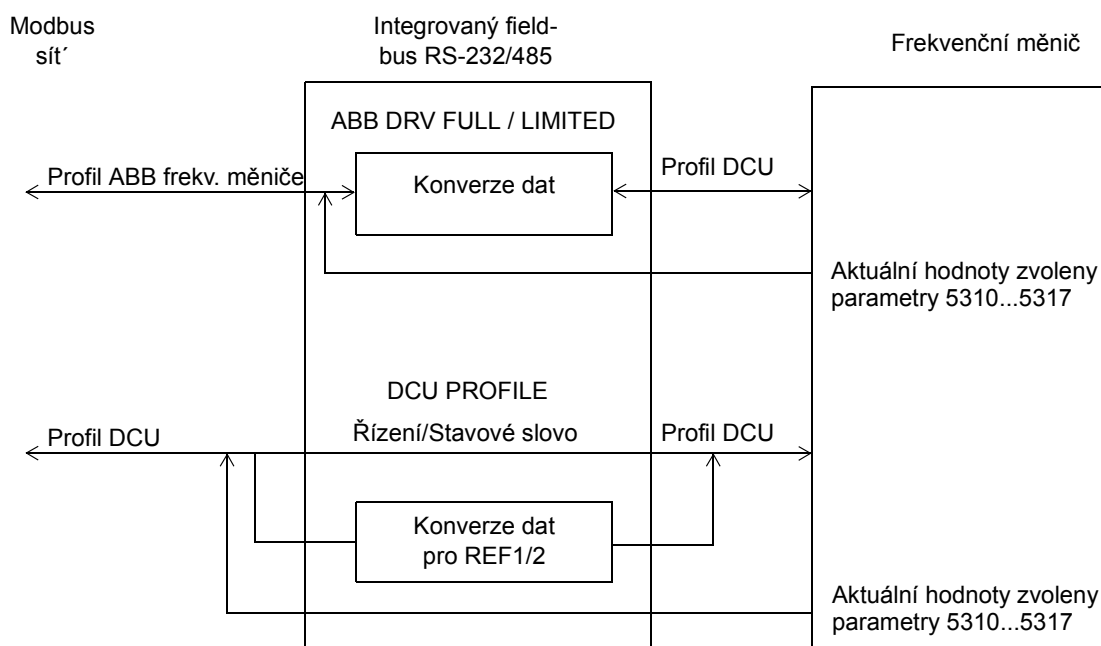 Modbus
sít´
Integrovaný field-
bus RS-232/485
Frekvenční měnič
ABB DRV FULL / LIMITED
Profil ABB frekv. měniče
Konverze dat
Profil DCU
Aktuální hodnoty zvoleny
parametry 5310...5317
DCU PROFILE
Profil DCU
Řízení/Stavové slovo
Profil DCU
Konverze dat
pro REF1/2
Aktuální hodnoty zvoleny
parametry 5310...5317